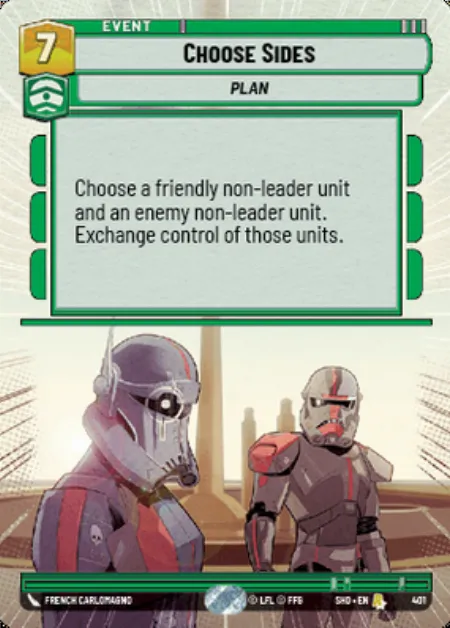 EVENT
7
CHOOSE SIDES
PLAN
Choose a friendly non-leader unit
and an enemy non-leader unit.
Exchange control of those units.
FRENCH CARLOMAGNO
© LFL © FFG
SHD • EN
401